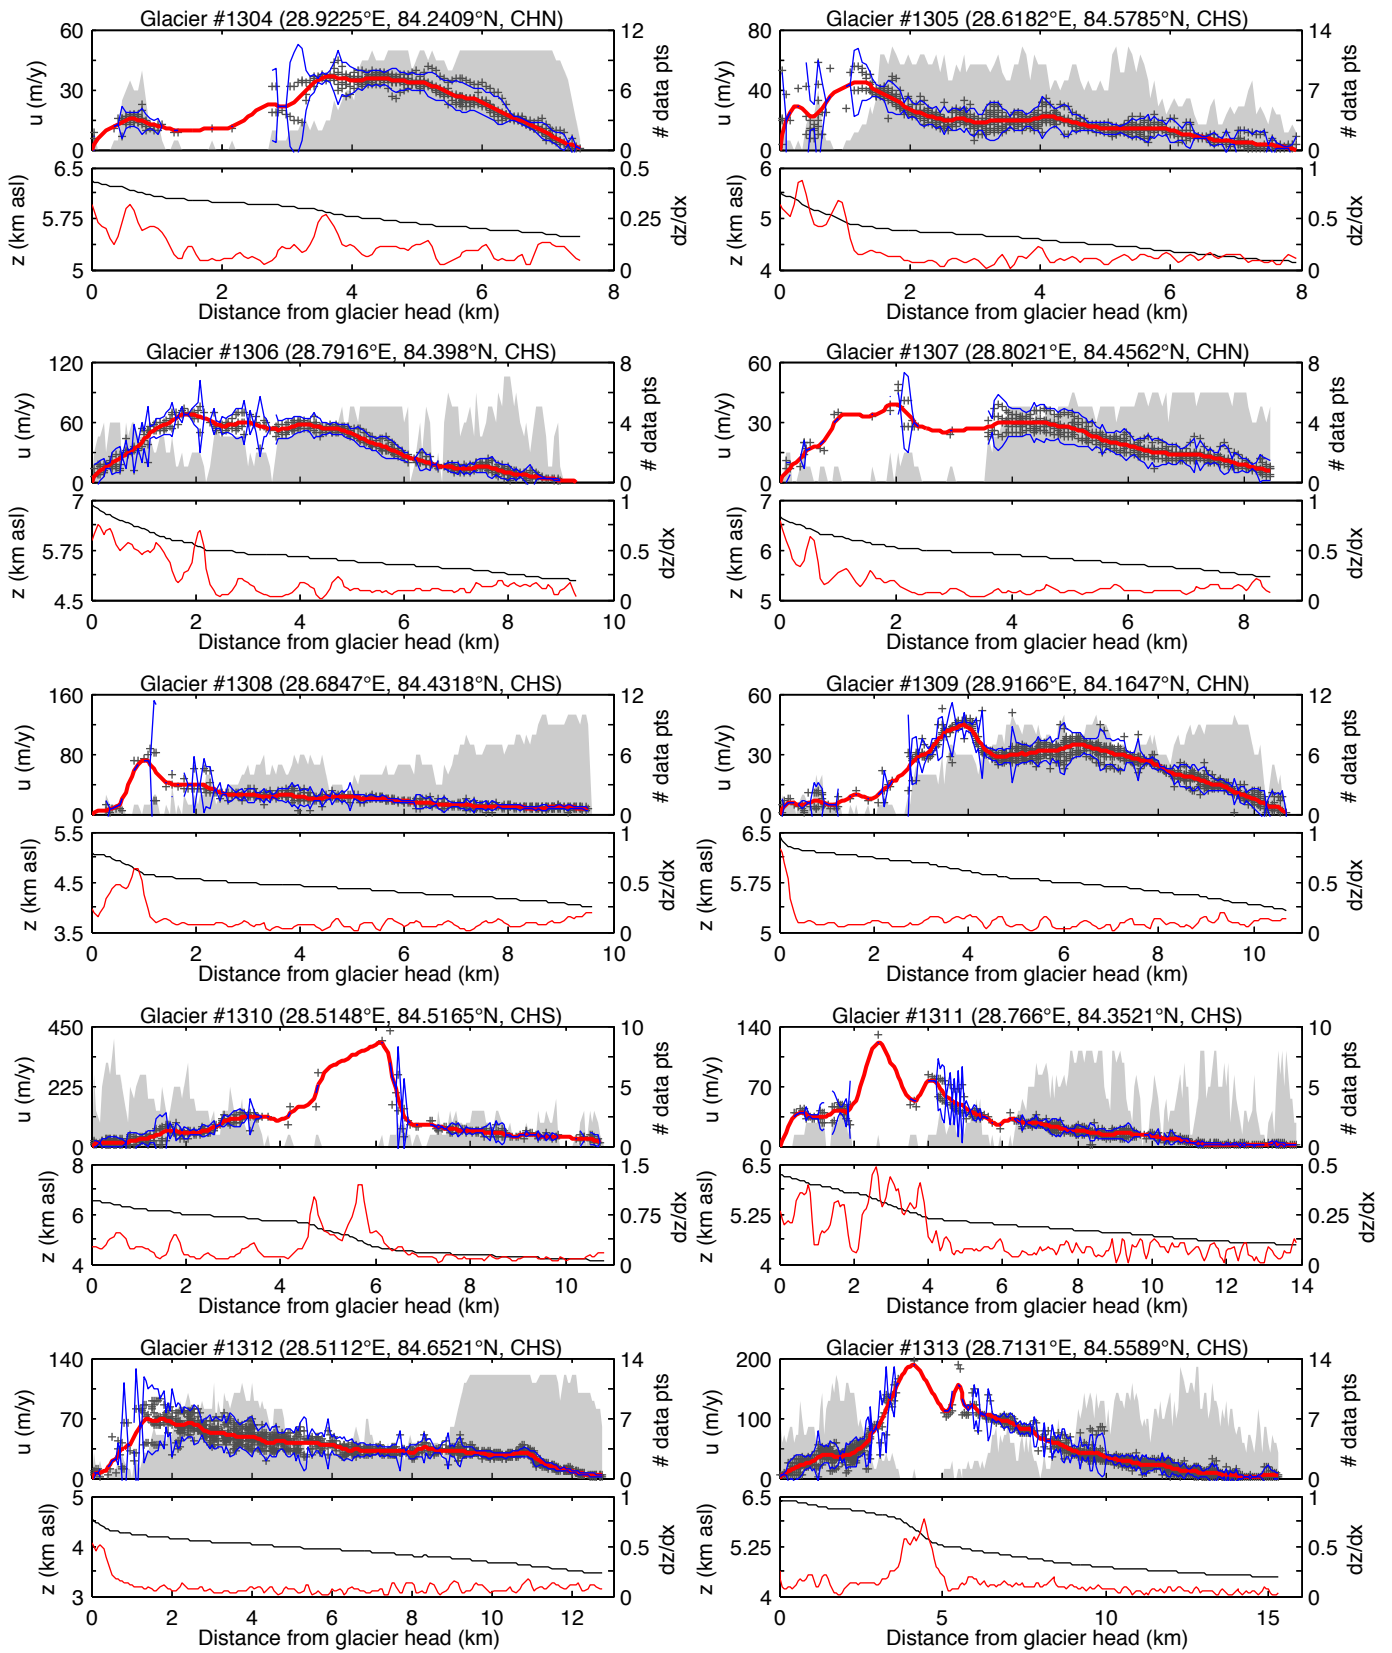 Glacier #1304 (28.9225°E, 84.2409°N, CHN)
u (m/y)
60
30
0
12
6
0
# data pts
z (km asl)
6.5
5.75
5
0.5
0.25
0
dz/dx
0 2 4 6 8
Distance from glacier head (km)
Glacier #1305 (28.6182°E, 84.5785°N, CHS)
u (m/y)
80
40
0
14
7
0
# data pts
z (km asl)
6
5
4
1
0.5
0
dz/dx
0 2 4 6 8
Distance from glacier head (km)
Glacier #1306 (28.7916°E, 84.398°N, CHS)
u (m/y)
120
60
0
8
4
0
# data pts
z (km asl)
7
5.75
4.5
1
0.5
0
dz/dx
0 2 4 6 8 10
Distance from glacier head (km)
Glacier #1307 (28.8021°E, 84.4562°N, CHN)
u (m/y)
60
30
0
8
4
0
# data pts
z (km asl)
7
6
5
1
0.5
0
dz/dx
0 2 4 6 8
Distance from glacier head (km)
Glacier #1308 (28.6847°E, 84.4318°N, CHS)
u (m/y)
160
80
0
12
6
0
# data pts
z (km asl)
5.5
4.5
3.5
1
0.5
0
dz/dx
0 2 4 6 8 10
Distance from glacier head (km)
Glacier #1309 (28.9166°E, 84.1647°N, CHN)
u (m/y)
60
30
0
12
6
0
# data pts
z (km asl)
6.5
5.75
5
1
0.5
0
dz/dx
0 2 4 6 8 10
Distance from glacier head (km)
Glacier #1310 (28.5148°E, 84.5165°N, CHS)
u (m/y)
450
225
0
10
5
0
# data pts
z (km asl)
8
6
4
1.5
0.75
0
dz/dx
0 2 4 6 8 10
Distance from glacier head (km)
Glacier #1311 (28.766°E, 84.3521°N, CHS)
u (m/y)
140
70
0
10
5
0
# data pts
z (km asl)
6.5
5.25
4
0.5
0.25
0
dz/dx
0 2 4 6 8 10 12 14
Distance from glacier head (km)
Glacier #1312 (28.5112°E, 84.6521°N, CHS)
u (m/y)
140
70
0
14
7
0
# data pts
z (km asl)
5
4
3
1
0.5
0
dz/dx
0 2 4 6 8 10 12
Distance from glacier head (km)
Glacier #1313 (28.7131°E, 84.5589°N, CHS)
u (m/y)
200
100
0
14
7
0
# data pts
z (km asl)
6.5
5.25
4
1
0.5
0
dz/dx
0 5 10 15
Distance from glacier head (km)